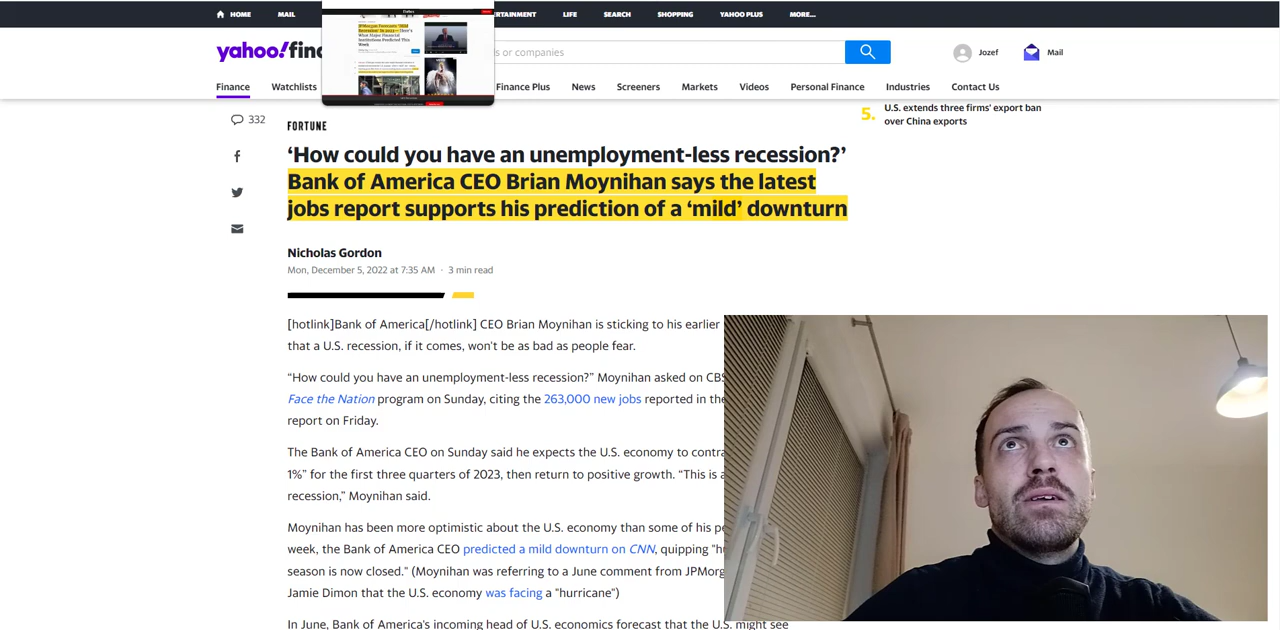 HOME MAIL ERTAINMENT LIFE SEARCH SHOPPING YAHOO PLUS MORE...
yahoo!fin s or companies Jozef Mail
Finance Watchlists Finance Plus News Screeners Markets Videos Personal Finance Industries Contact Us
5. U.S. extends three firms' export ban
over China exports
332
FORTUNE
‘How could you have an unemployment-less recession?’
Bank of America CEO Brian Moynihan says the latest
jobs report supports his prediction of a ‘mild’ downturn
Nicholas Gordon
Mon, December 5, 2022 at 7:35 AM · 3 min read
[hotlink]Bank of America[/hotlink] CEO Brian Moynihan is sticking to his earlier
that a U.S. recession, if it comes, won't be as bad as people fear.
“How could you have an unemployment-less recession?” Moynihan asked on CBS
Face the Nation program on Sunday, citing the 263,000 new jobs reported in the
report on Friday.
The Bank of America CEO on Sunday said he expects the U.S. economy to contra
1%” for the first three quarters of 2023, then return to positive growth. “This is a
recession,” Moynihan said.
Moynihan has been more optimistic about the U.S. economy than some of his pe
week, the Bank of America CEO predicted a mild downturn on CNN, quipping "hu
season is now closed." (Moynihan was referring to a June comment from JPMorg
Jamie Dimon that the U.S. economy was facing a "hurricane")
In June, Bank of America's incoming head of U.S. economics forecast that the U.S. might see